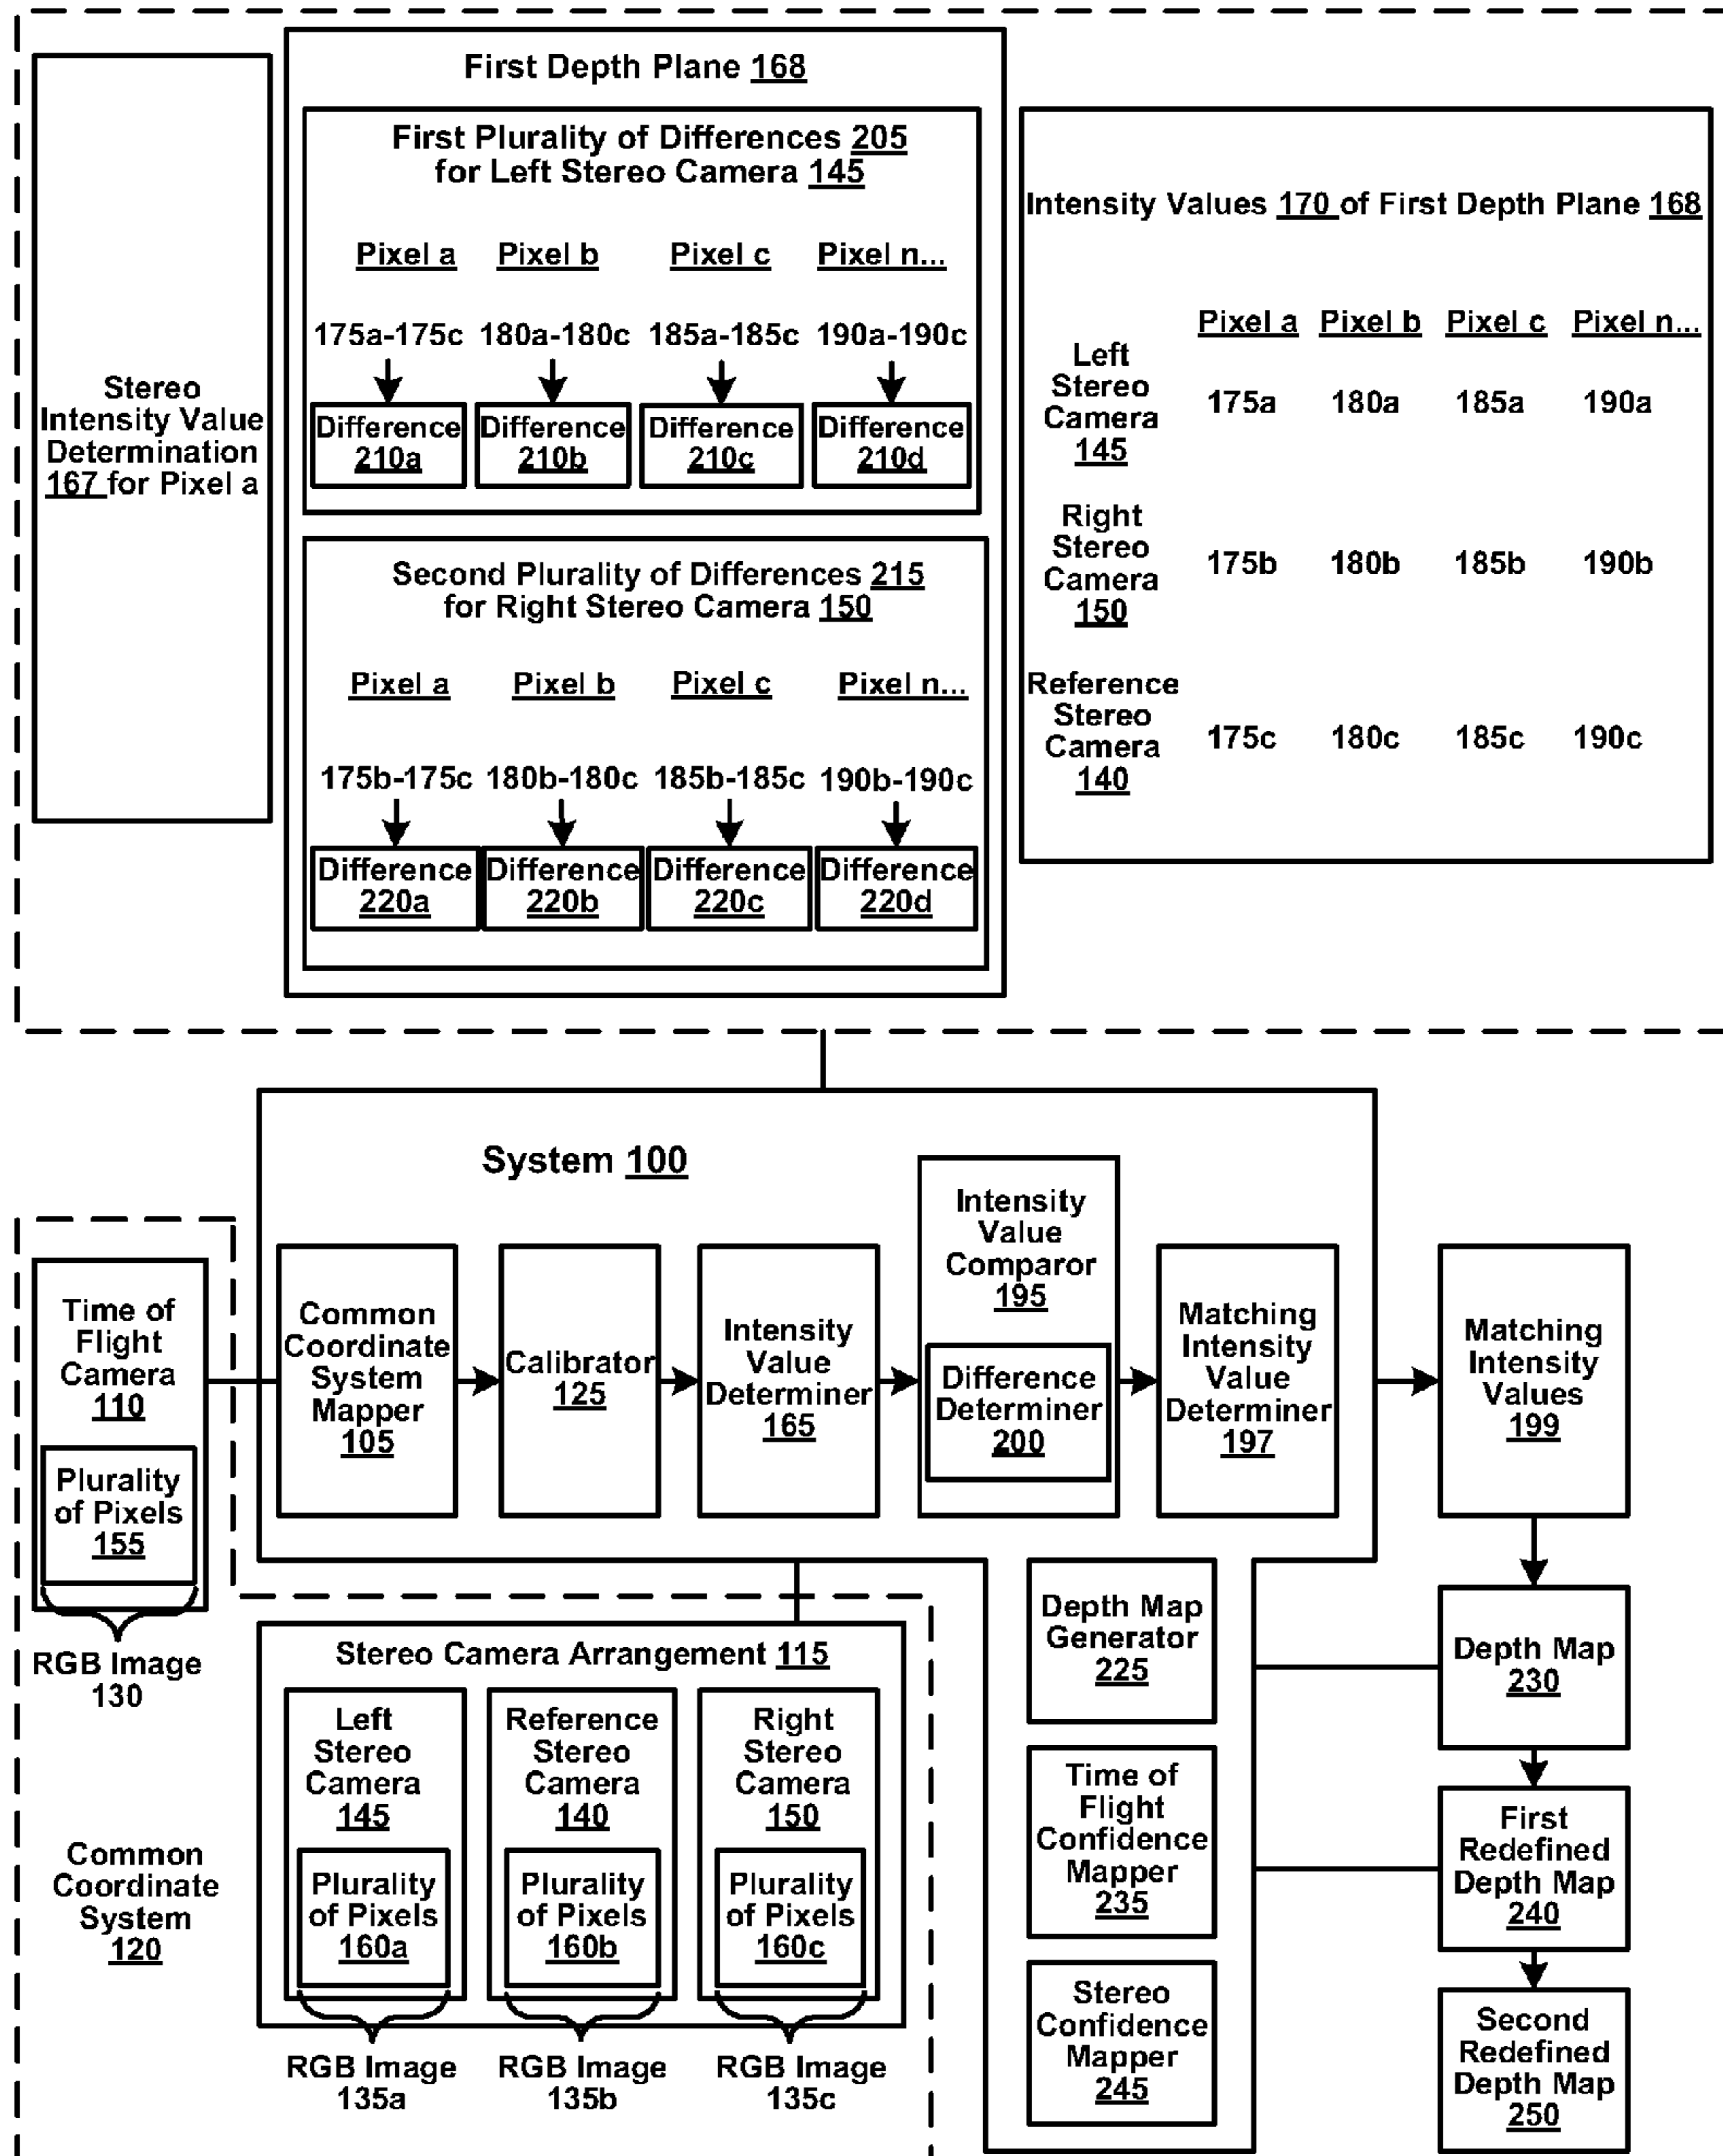 Stereo
Intensity Value
Determination
167 for Pixel a
First Depth Plane 168
First Plurality of Differences 205
for Left Stereo Camera 145
Pixel a Pixel b Pixel c Pixel n...
175a-175c 180a-180c 185a-185c 190a-190c
Difference
210a
Difference
210b
Difference
210c
Difference
210d
Second Plurality of Differences 215
for Right Stereo Camera 150
Pixel a Pixel b Pixel c Pixel n...
175b-175c 180b-180c 185b-185c 190b-190c
Difference
220a
Difference
220b
Difference
220c
Difference
220d
Intensity Values 170 of First Depth Plane 168
Pixel a Pixel b Pixel c Pixel n...
Left
Stereo
Camera
145
175a 180a 185a 190a
Right
Stereo
Camera
150
175b 180b 185b 190b
Reference
Stereo
Camera
140
175c 180c 185c 190c
System 100
Time of
Flight
Camera
110
Plurality
of Pixels
155
RGB Image
130
Common
Coordinate
System
Mapper
105
Calibrator
125
Intensity
Value
Determiner
165
Intensity
Value
Comparor
195
Difference
Determiner
200
Matching
Intensity
Value
Determiner
197
Matching
Intensity
Values
199
Stereo Camera Arrangement 115
Left
Stereo
Camera
145
Plurality
of Pixels
160a
RGB Image
135a
Reference
Stereo
Camera
140
Plurality
of Pixels
160b
RGB Image
135b
Right
Stereo
Camera
150
Plurality
of Pixels
160c
RGB Image
135c
Common
Coordinate
System
120
Depth Map
Generator
225
Time of
Flight
Confidence
Mapper
235
Stereo
Confidence
Mapper
245
Depth Map
230
First
Redefined
Depth Map
240
Second
Redefined
Depth Map
250